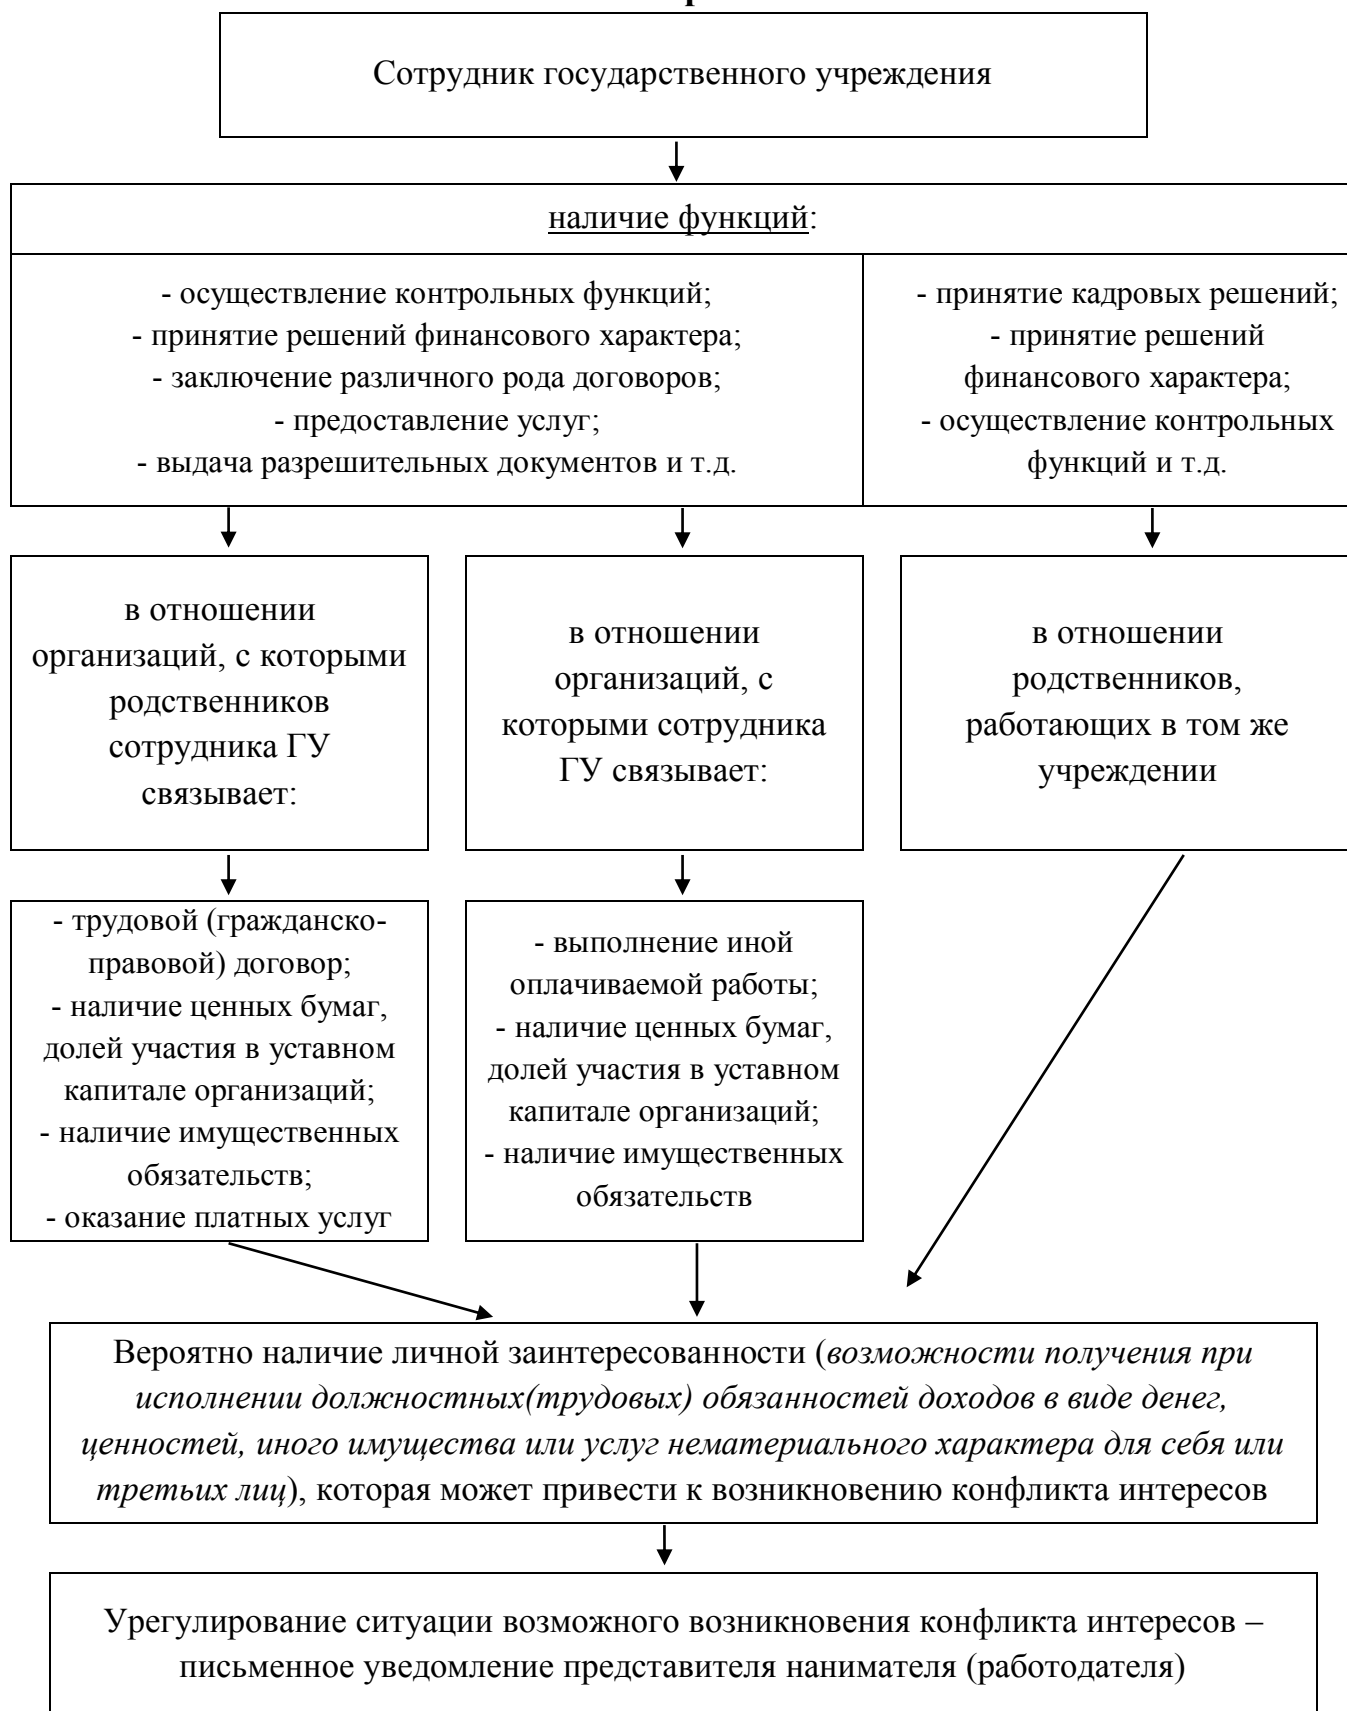 Сотрудник государственного учреждения
наличие функций:
- осуществление контрольных функций;
- принятие решений финансового характера;
- заключение различного рода договоров;
- предоставление услуг;
- выдача разрешительных документов и т.д.
- принятие кадровых решений;
- принятие решений
финансового характера;
- осуществление контрольных
функций и т.д.
в отношении
организаций, с которыми
родственников
сотрудника ГУ
связывает:
в отношении
организаций, с
которыми сотрудника
ГУ связывает:
в отношении
родственников,
работающих в том же
учреждении
- трудовой (гражданско-
правовой) договор;
- наличие ценных бумаг,
долей участия в уставном
капитале организаций;
- наличие имущественных
обязательств;
- оказание платных услуг
- выполнение иной
оплачиваемой работы;
- наличие ценных бумаг,
долей участия в уставном
капитале организаций;
- наличие имущественных
обязательств
Вероятно наличие личной заинтересованности (возможности получения при
исполнении должностных(трудовых) обязанностей доходов в виде денег,
ценностей, иного имущества или услуг нематериального характера для себя или
третьих лиц), которая может привести к возникновению конфликта интересов
Урегулирование ситуации возможного возникновения конфликта интересов –
письменное уведомление представителя нанимателя (работодателя)